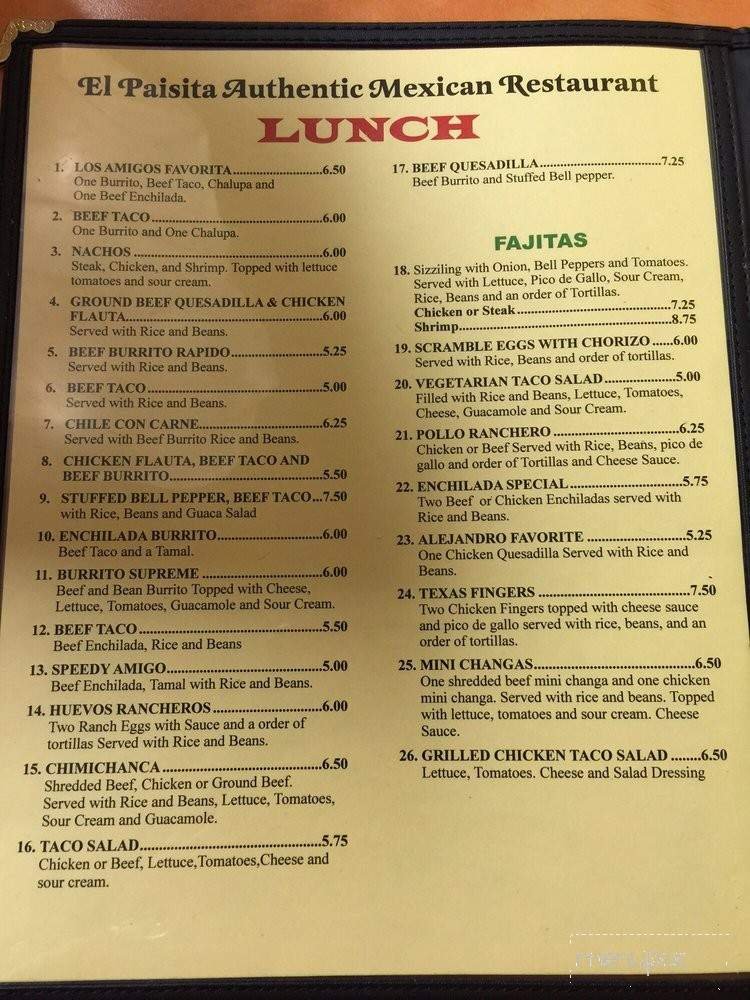 El Paisita Authentic Mexican Restaurant
LUNCH
1. LOS AMIGOS FAVORITA............................6.50
One Burrito, Beef Taco, Chalupa and
One Beef Enchilada.
2. BEEF TACO......................................................6.00
One Burrito and One Chalupa.
3. NACHOS ..........................................................6.00
Steak, Chicken, and Shrimp. Topped with lettuce
tomatoes and sour cream.
4. GROUND BEEF QUESADILLA & CHICKEN
FLAUTA...............................................................6.00
Served with Rice and Beans.
5. BEEF BURRITO RAPIDO............................5.25
Served with Rice and Beans.
6. BEEF TACO......................................................5.00
Served with Rice and Beans.
7. CHILE CON CARNE.....................................6.25
Served with Beef Burrito Rice and Beans.
8. CHICKEN FLAUTA, BEEF TACO AND
BEEF BURRITO..............................................5.50
9. STUFFED BELL PEPPER, BEEF TACO...7.50
with Rice, Beans and Guaca Salad
10. ENCHILADA BURRITO................................6.00
Beef Taco and a Tamal.
11. BURRITO SUPREME ....................................6.00
Beef and Bean Burrito Topped with Cheese,
Lettuce, Tomatoes, Guacamole and Sour Cream.
12. BEEF TACO......................................................5.50
Beef Enchilada, Rice and Beans
13. SPEEDY AMIGO..............................................5.00
Beef Enchilada, Tamal with Rice and Beans.
14. HUEVOS RANCHEROS .................................6.00
Two Ranch Eggs with Sauce and a order of
tortillas Served with Rice and Beans.
15. CHIMICHANCA................................................6.50
Shredded Beef, Chicken or Ground Beef.
Served with Rice and Beans, Lettuce, Tomatoes,
Sour Cream and Guacamole.
16. TACO SALAD......................................................5.75
Chicken or Beef, Lettuce,Tomatoes,Cheese and
sour cream.
17. BEEF QUESADILLA....................................7.25
Beef Burrito and Stuffed Bell pepper.
FAJITAS
18. Sizziling with Onion, Bell Peppers and Tomatoes.
Served with Lettuce, Pico de Gallo, Sour Cream,
Rice, Beans and an order of Tortillas.
Chicken or Steak..............................................7.25
Shrimp................................................................8.75
19. SCRAMBLE EGGS WITH CHORIZO ......6.00
Served with Rice, Beans and order of tortillas.
20. VEGETARIAN TACO SALAD.............................5.00
Filled with Rice and Beans, Lettuce, Tomatoes,
Cheese, Guacamole and Sour Cream.
21. POLLO RANCHERO .....................................6.25
Chicken or Beef Served with Rice, Beans, pico de
gallo and order of Tortillas and Cheese Sauce.
22. ENCHILADA SPECIAL..................................5.75
Two Beef or Chicken Enchiladas served with
Rice and Beans.
23. ALEJANDRO FAVORITE ..............................5.25
One Chicken Quesadilla Served with Rice and
Beans.
24. TEXAS FINGERS ...........................................7.50
Two Chicken Fingers topped with cheese sauce
and pico de gallo served with rice, beans, and an
order of tortillas.
25. MINI CHANGAS...............................................6.50
One shredded beef mini changa and one chicken
mini changa. Served with rice and beans. Topped
with lettuce, tomatoes and sour cream. Cheese
Sauce.
26. GRILLED CHICKEN TACO SALAD ........6.50
Lettuce, Tomatoes. Cheese and Salad Dressing